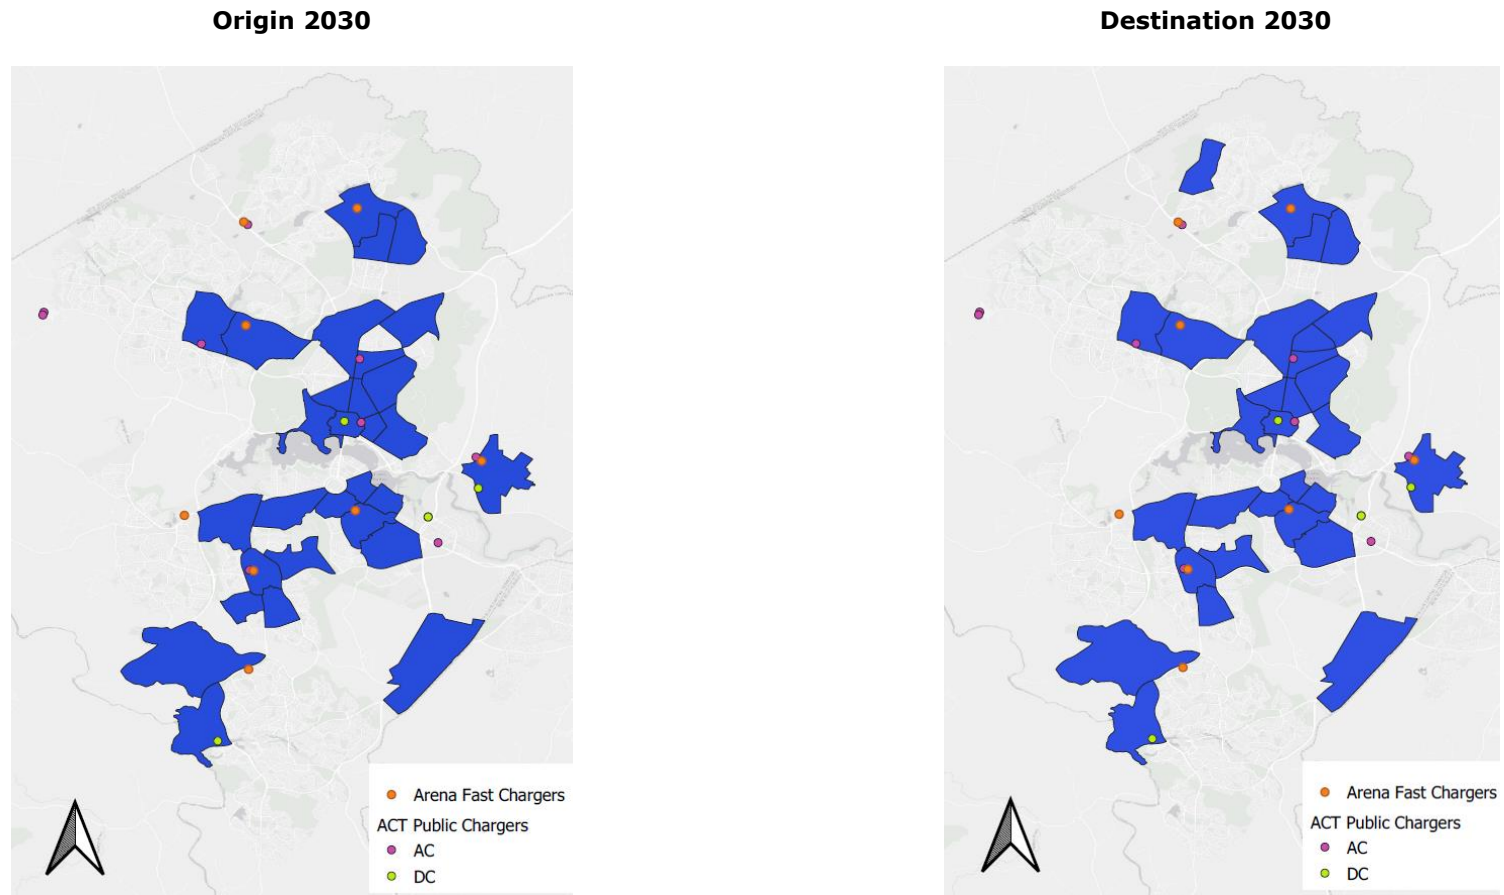 Origin 2030
Destination 2030
Arena Fast Chargers
ACT Public Chargers
AC
DC
Arena Fast Chargers
ACT Public Chargers
AC
DC